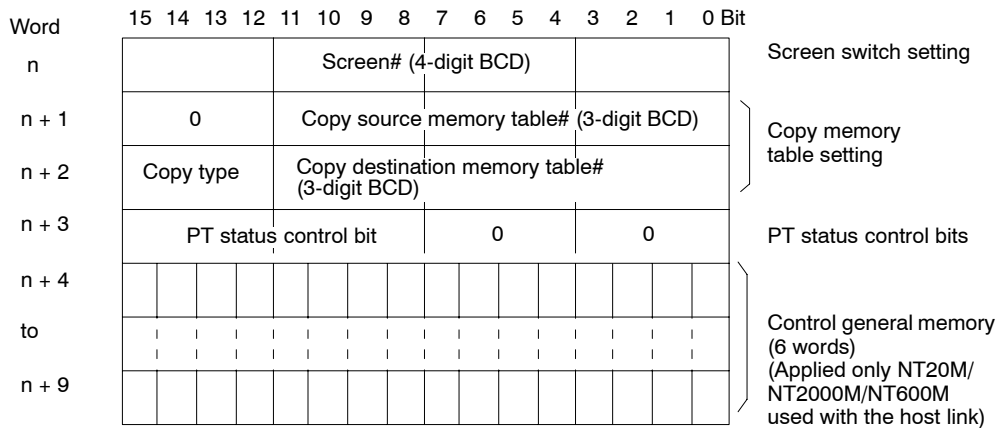 Word 15 14 13 12 11 10 9 8 7 6 5 4 3 2 1 0 Bit
n Screen# (4-digit BCD) Screen switch setting
n + 1 0 Copy source memory table# (3-digit BCD)
Copy memory
table setting
n + 2 Copy type Copy destination memory table#
(3-digit BCD)
n + 3 PT status control bit 0 0 PT status control bits
n + 4
to
n + 9
Control general memory
(6 words)
(Applied only NT20M/
NT2000M/NT600M
used with the host link)